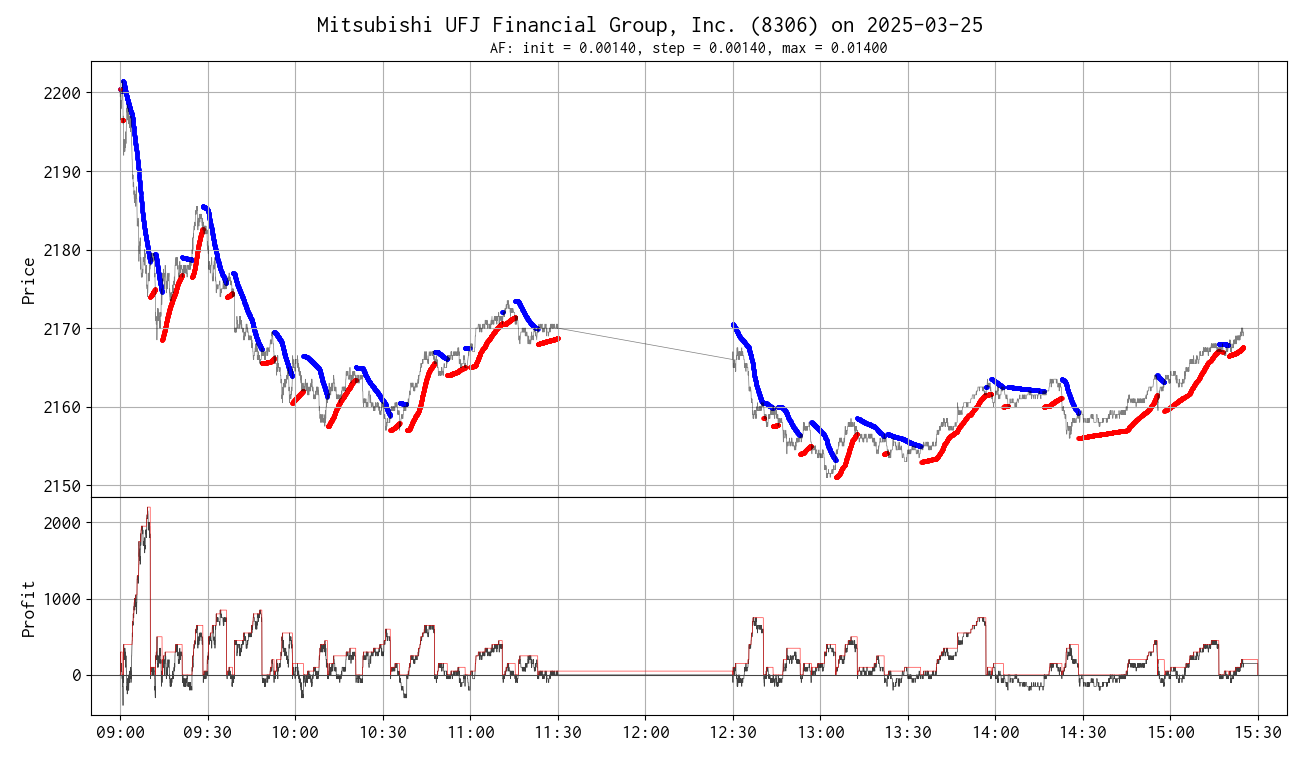 Mitsubishi UFJ Financial Group, Inc. (8306) on 2025-03-25
AF: init = 0.00140, step = 0.00140, max = 0.01400
Price
2200
2190
2180
2170
2160
2150
Profit
2000
1000
0
09:00 09:30 10:00 10:30 11:00 11:30 12:00 12:30 13:00 13:30 14:00 14:30 15:00 15:30